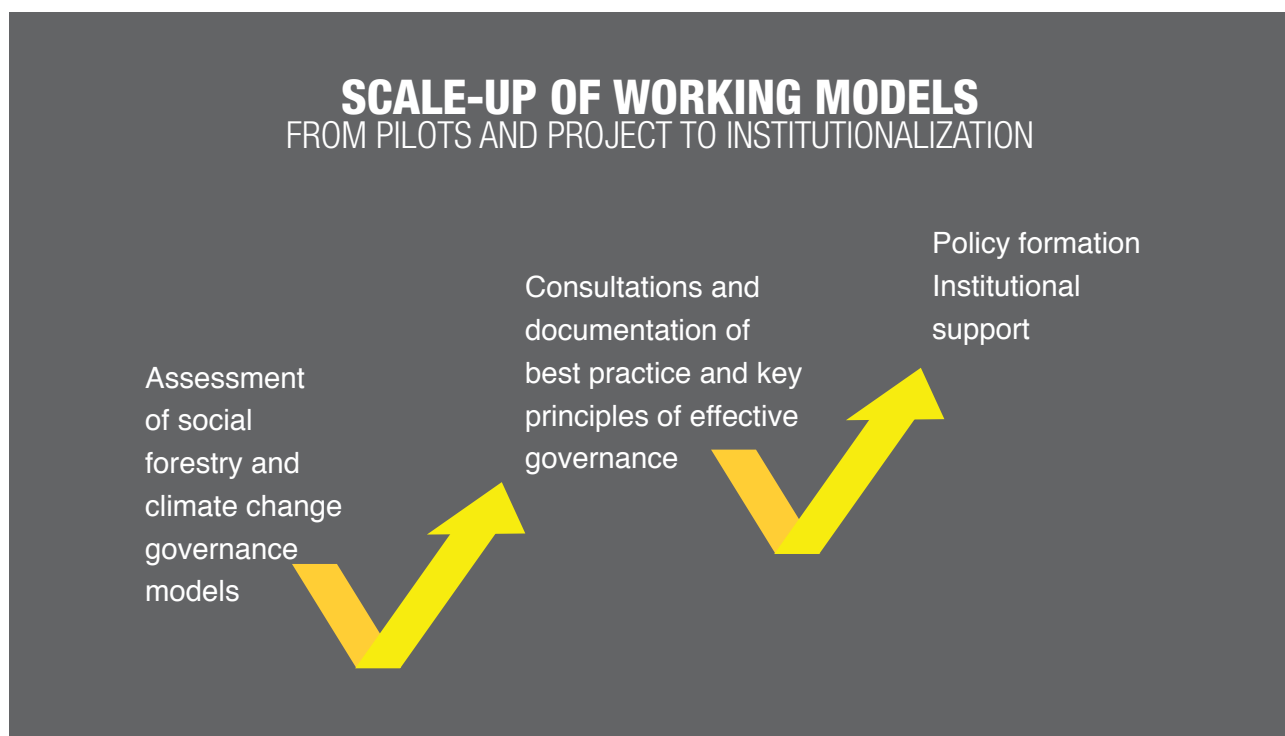 SCALE-UP OF WORKING MODELS
FROM PILOTS AND PROJECT TO INSTITUTIONALIZATION
Assessment
of social
forestry and
climate change
governance
models
Consultations and
documentation of
best practice and key
principles of effective
governance
Policy formation
Institutional
support